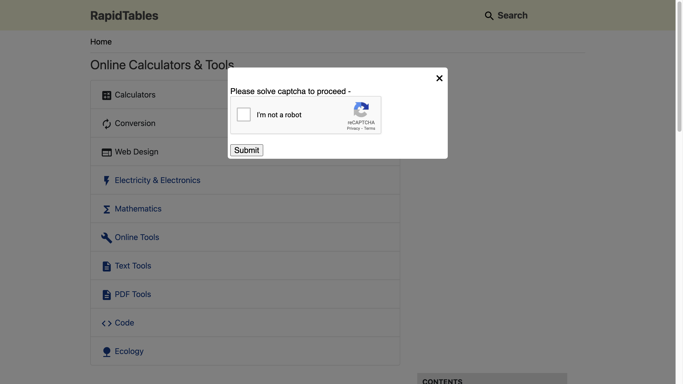 RapidTables
Search
Home
Online Calculators & Tools
×
Please solve captcha to proceed -
I'm not a robot
reCAPTCHA
Privacy - Terms
Submit
Calculators
Conversion
Web Design
Electricity & Electronics
Mathematics
Online Tools
Text Tools
PDF Tools
Code
Ecology
CONTENTS